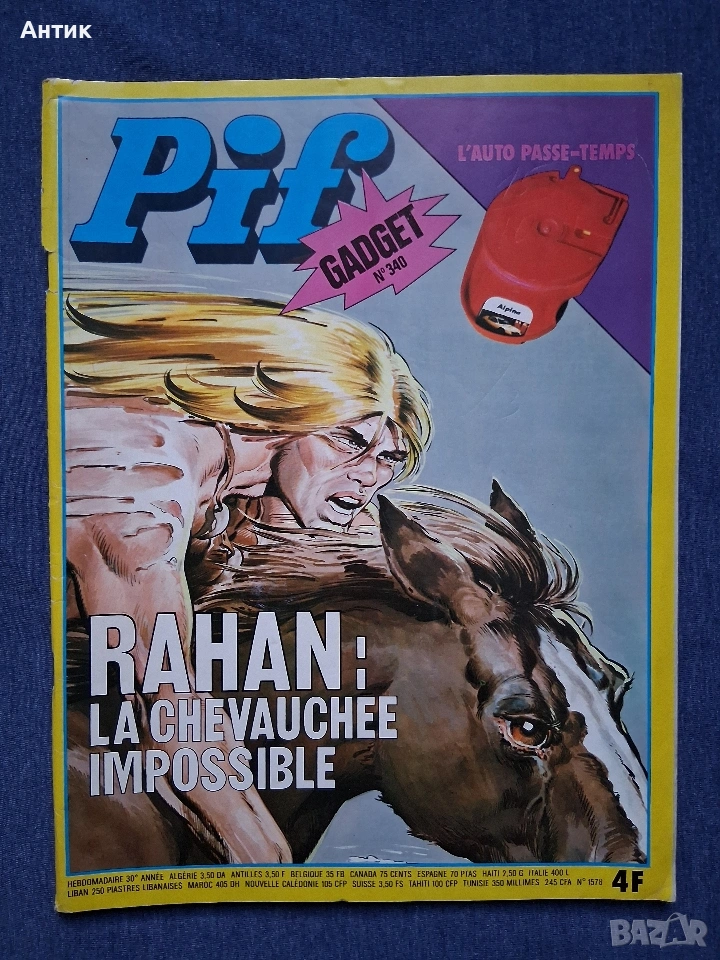 Антик
Pif
GADGET
N° 340
L'AUTO PASSE-TEMPS
Alpine
RAHAN:
LA CHEVAUCHEE
IMPOSSIBLE
HEBDOMADAIRE 30° ANNÉE ALGÉRIE 3,50 DA ANTILLES 3,50 F BELGIQUE 35 FB CANADA 75 CENTS ESPAGNE 70 PTAS HAITI 2,50 G ITALIE 400 L
LIBAN 250 PIASTRES LIBANAISES MAROC 405 DH NOUVELLE CALÉDONIE 105 CFP SUISSE 3,50 FS TAHITI 100 CFP TUNISIE 350 MILLIMES 245 CFA N° 1578
4F
BAZAR